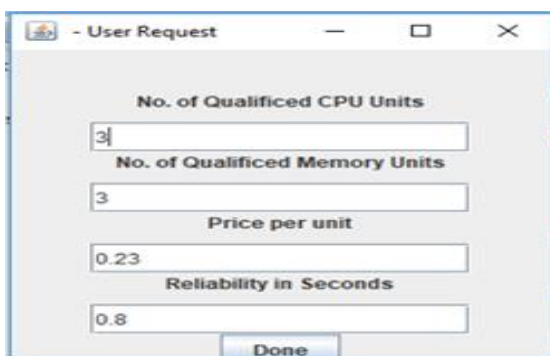 - User Request
No. of Qualificed CPU Units
3
No. of Qualificed Memory Units
3
Price per unit
0.23
Reliability in Seconds
0.8
Done